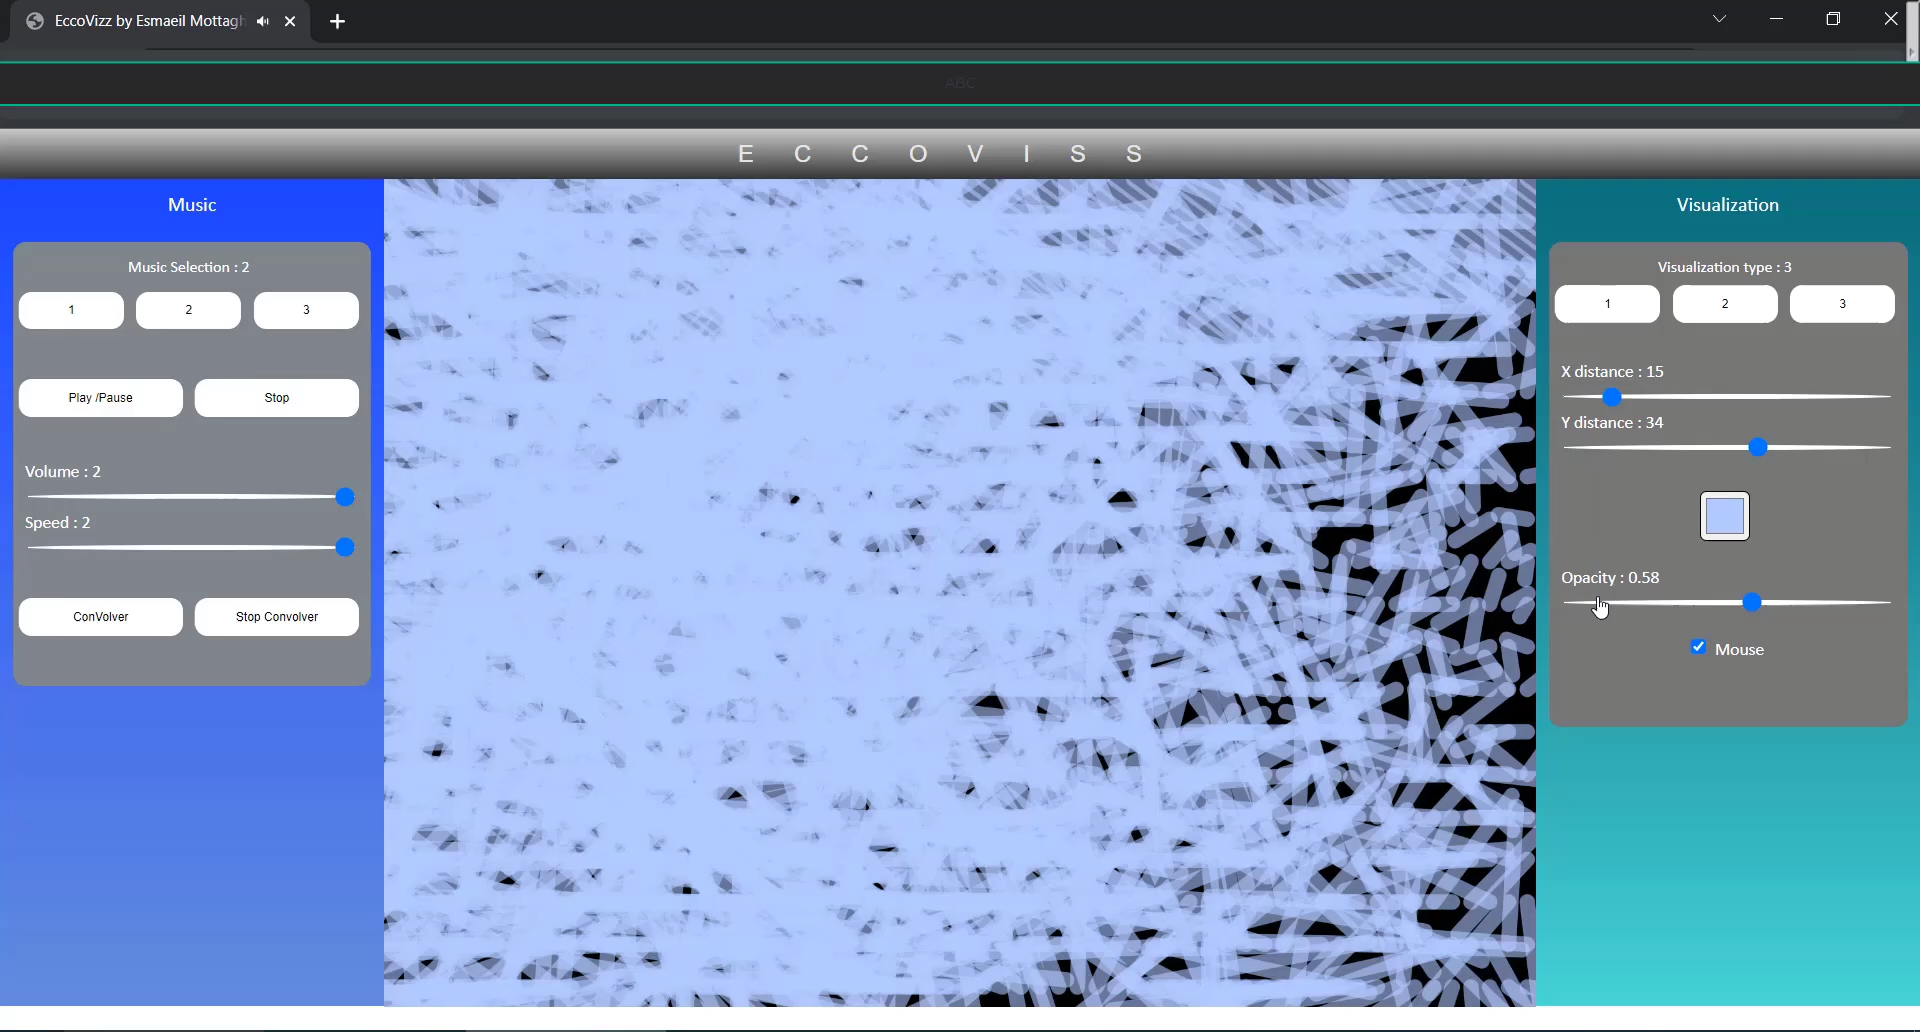 EccoVizz by Esmaeil Mottagh
ABC
E C C O V I S S
Music
Music Selection : 2
1 2 3
Play /Pause Stop
Volume : 2
Speed : 2
ConVolver Stop Convolver
Visualization
Visualization type : 3
1 2 3
X distance : 15
Y distance : 34
Opacity : 0.58
Mouse